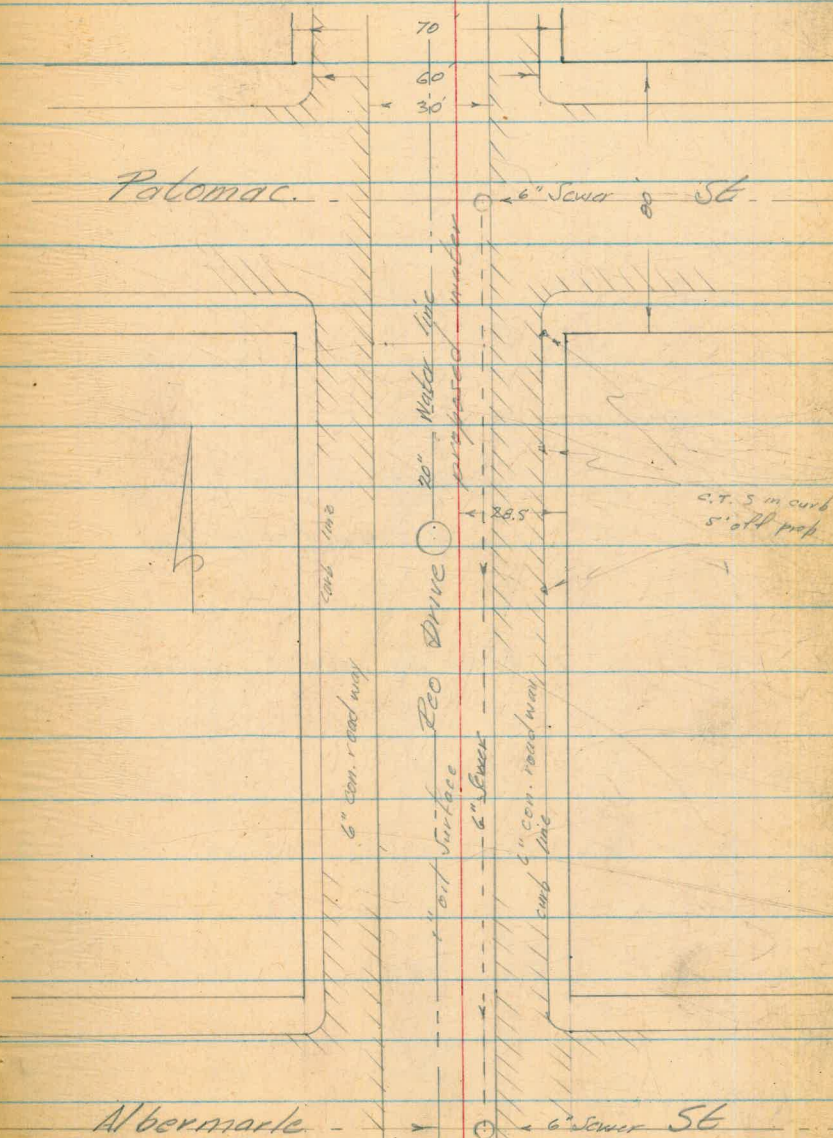 70
60'
30'
Patomac. St
6" Sewer
80'
20" Water line
proposed water
28.5
C.T.S in curb
5' off prop
curb line
Reo Drive
6" con. roadway
1" oil Surface
6" Sewer
6" con. roadway
curb line
Albermarle St
6" Sewer